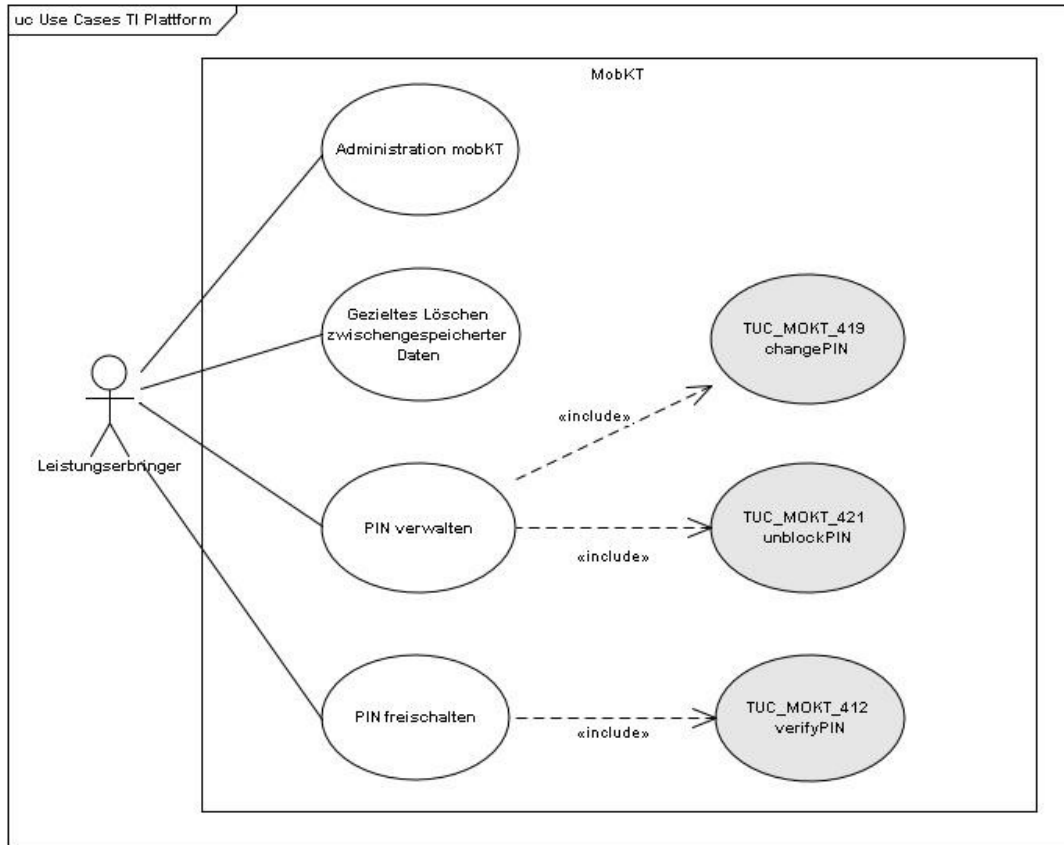 uc Use Cases TI Plattform
MobKT
Administration mobKT
Gezieltes Löschen
zwischengespeicherter
Daten
TUC_MOKT_419
changePIN
«include»
Leistungserbringer
PIN verwalten
«include»
TUC_MOKT_421
unblockPIN
PIN freischalten
«include»
TUC_MOKT_412
verifyPIN